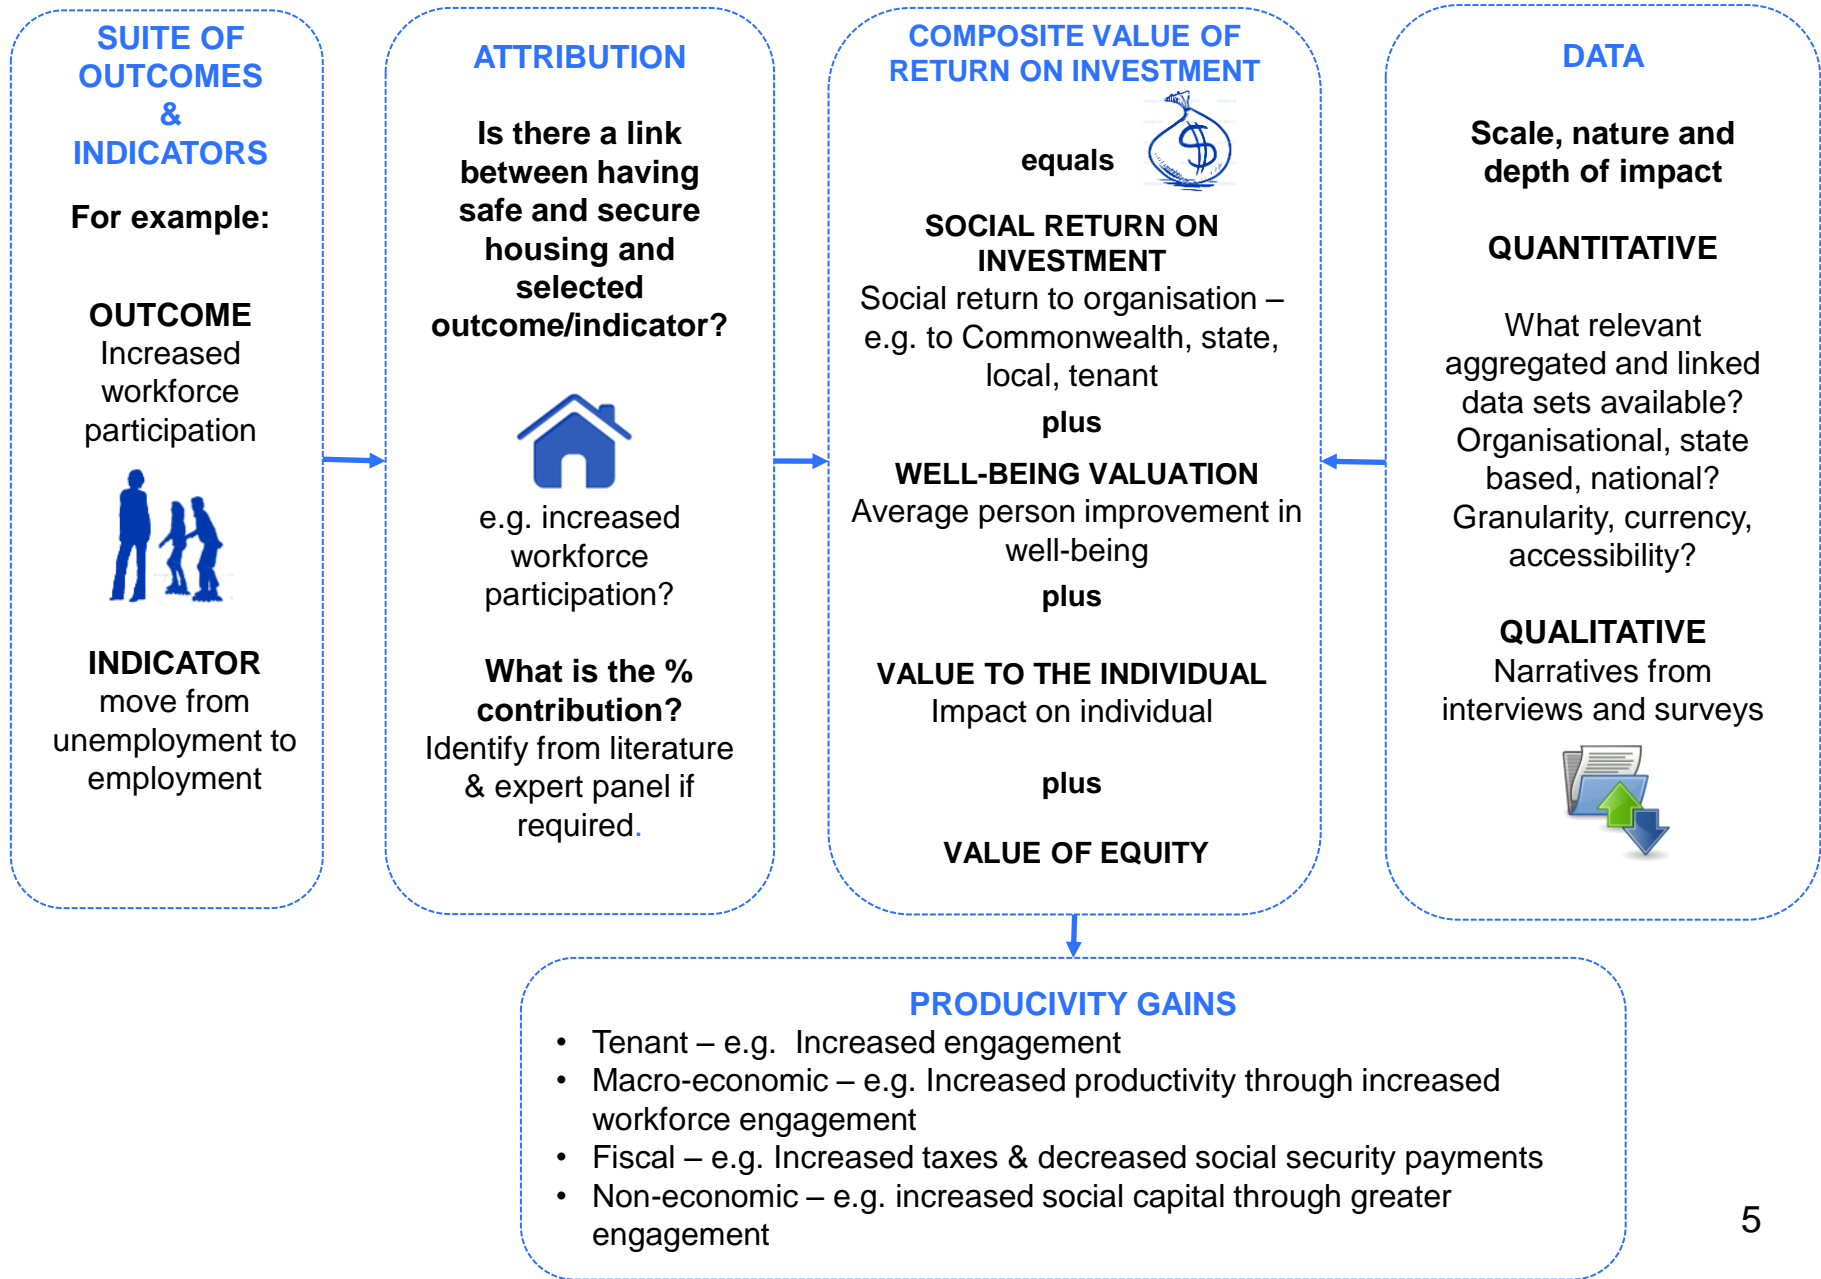 SUITE OF
OUTCOMES
&
INDICATORS
For example:
OUTCOME
Increased
workforce
participation
INDICATOR
move from
unemployment to
employment
ATTRIBUTION
Is there a link
between having
safe and secure
housing and
selected
outcome/indicator?
e.g. increased
workforce
participation?
What is the %
contribution?
Identify from literature
& expert panel if
required.
COMPOSITE VALUE OF
RETURN ON INVESTMENT
equals
$
SOCIAL RETURN ON
INVESTMENT
Social return to organisation –
e.g. to Commonwealth, state,
local, tenant
plus
WELL-BEING VALUATION
Average person improvement in
well-being
plus
VALUE TO THE INDIVIDUAL
Impact on individual
plus
VALUE OF EQUITY
DATA
Scale, nature and
depth of impact
QUANTITATIVE
What relevant
aggregated and linked
data sets available?
Organisational, state
based, national?
Granularity, currency,
accessibility?
QUALITATIVE
Narratives from
interviews and surveys
PRODUCIVITY GAINS
• Tenant – e.g. Increased engagement
• Macro-economic – e.g. Increased productivity through increased
workforce engagement
• Fiscal – e.g. Increased taxes & decreased social security payments
• Non-economic – e.g. increased social capital through greater
engagement
5